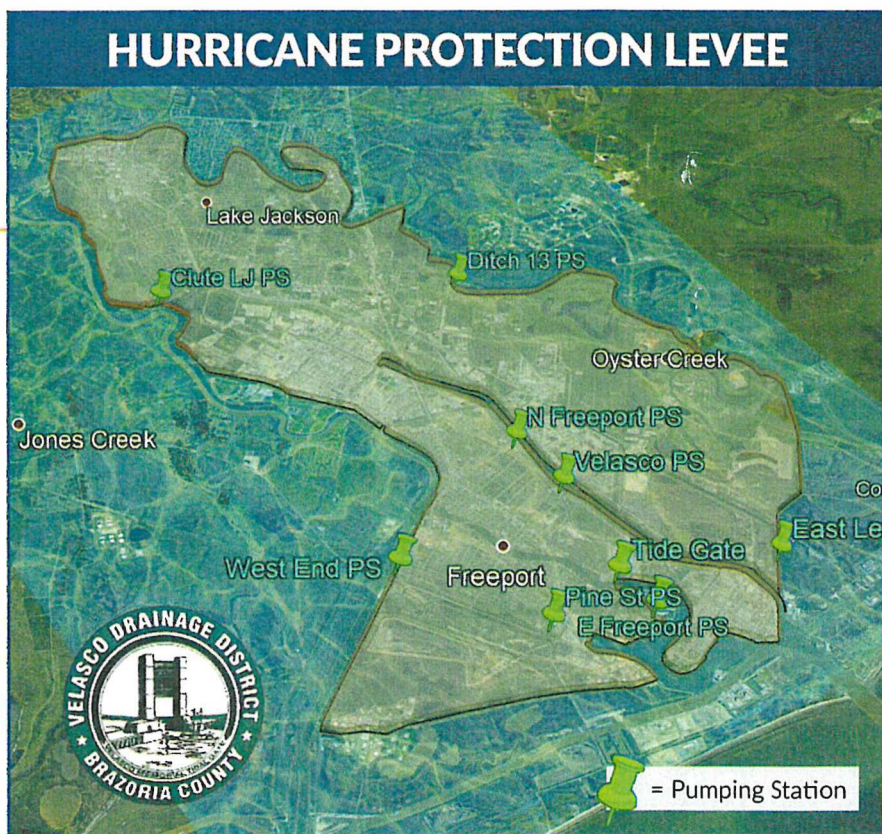 HURRICANE PROTECTION LEVEE
Lake Jackson
Ditch 13 PS
Clute LJ PS
Oyster Creek
N Freeport PS
Jones Creek
Velasco PS
Co
East Le
Tide Gate
West End PS
Freeport
Pine St PS
E Freeport PS
VELASCO DRAINAGE DISTRICT
BRAZORIA COUNTY
= Pumping Station